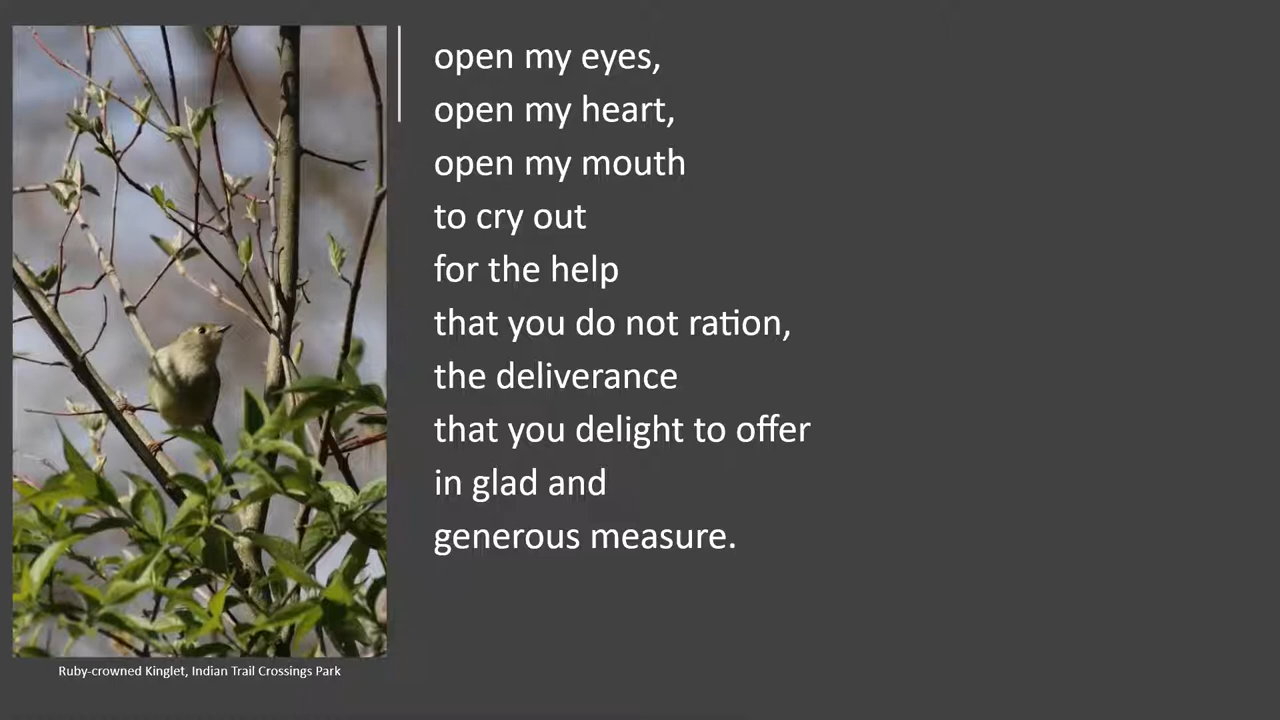 open my eyes,
open my heart,
open my mouth
to cry out
for the help
that you do not ration,
the deliverance
that you delight to offer
in glad and
generous measure.
Ruby-crowned Kinglet, Indian Trail Crossings Park